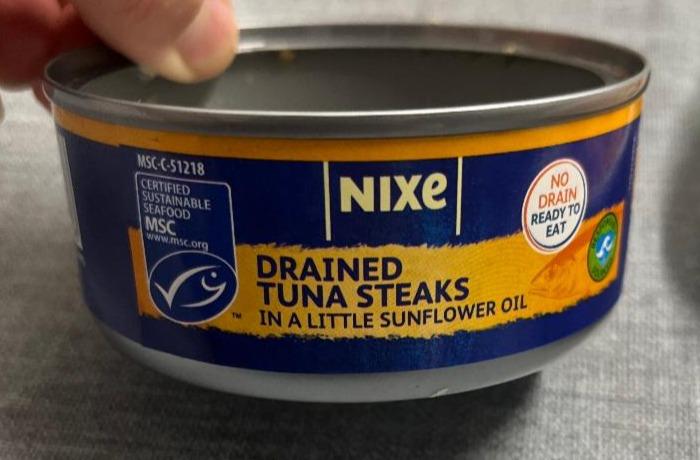 MSC-C-51218
CERTIFIED
SUSTAINABLE
SEAFOOD
MSC
www.msc.org
TM
NIXe
DRAINED
TUNA STEAKS
IN A LITTLE SUNFLOWER OIL
NO
DRAIN
READY TO
EAT